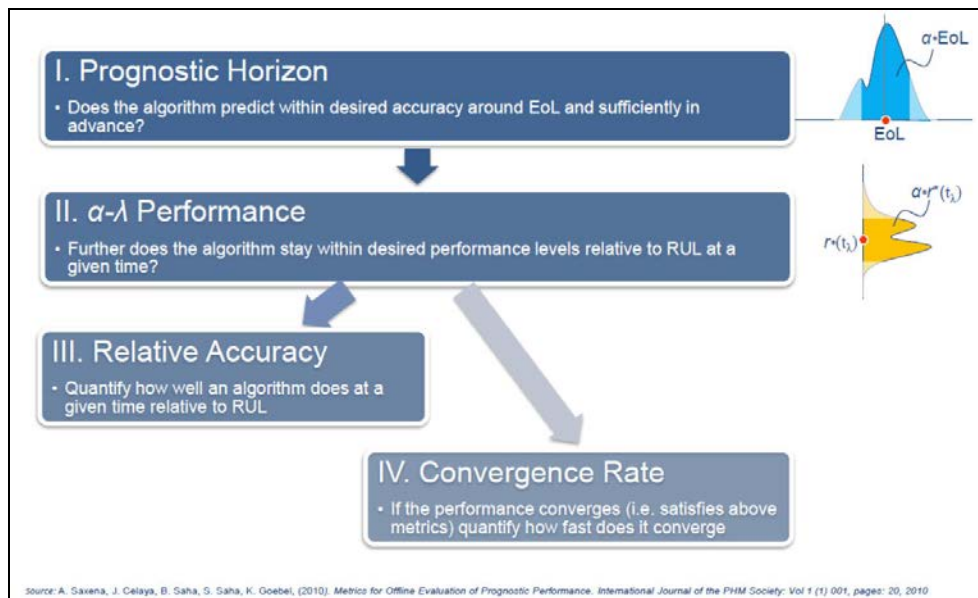 I. Prognostic Horizon
• Does the algorithm predict within desired accuracy around EoL and sufficiently in
advance?
α*EoL
EoL
II. α-λ Performance
• Further does the algorithm stay within desired performance levels relative to RUL at a
given time?
α*r*(tλ)
r*(tλ)
III. Relative Accuracy
• Quantify how well an algorithm does at a
given time relative to RUL
IV. Convergence Rate
• If the performance converges (i.e. satisfies above
metrics) quantify how fast does it converge
source: A. Saxena, J. Celaya, B. Saha, S. Saha, K. Goebel, (2010). Metrics for Offline Evaluation of Prognostic Performance. International Journal of the PHM Society: Vol 1 (1) 001, pages: 20, 2010